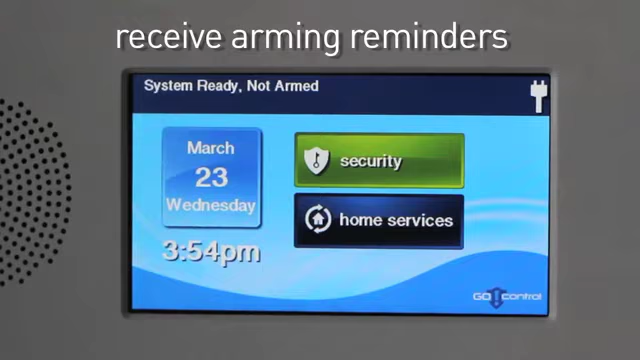 receive arming reminders
System Ready, Not Armed
March
23
Wednesday
3:54pm
security
home services
GO control